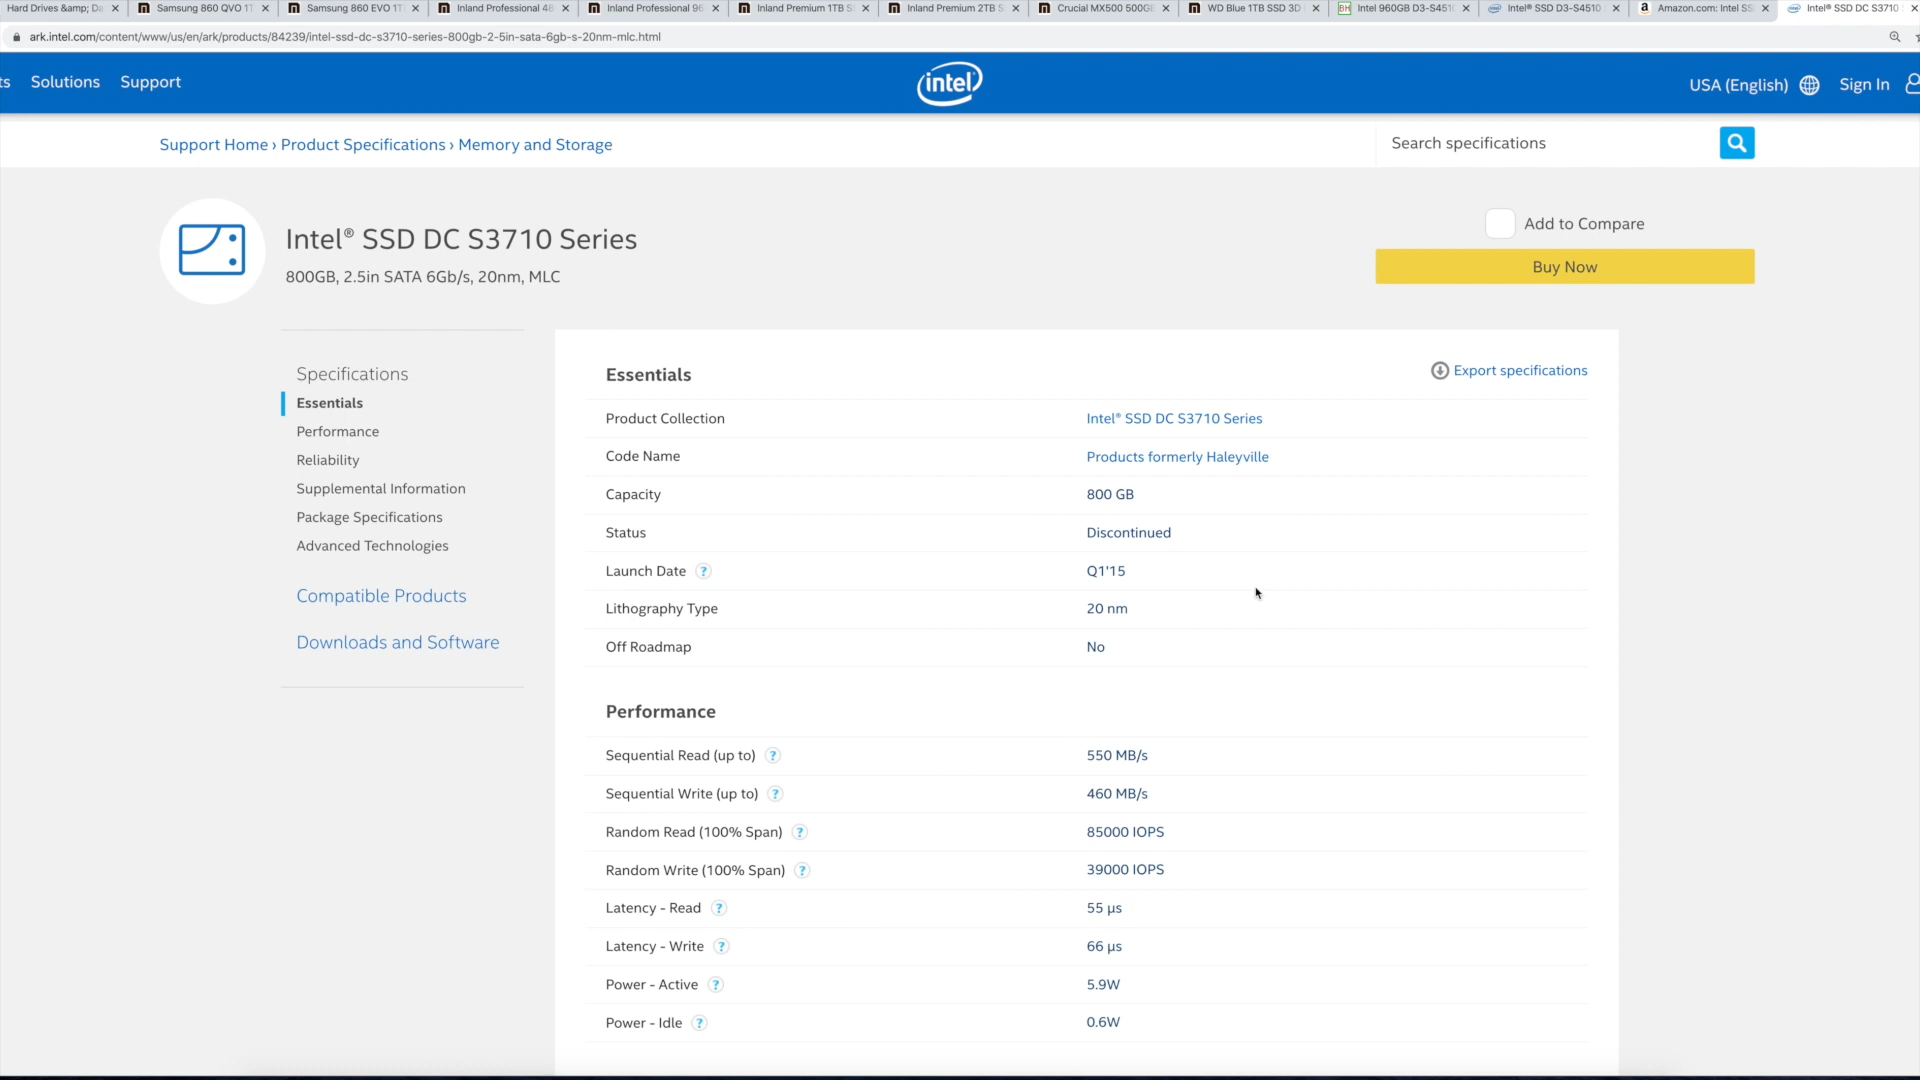 Hard Drives &amp; Da
Samsung 860 QVO 1T
Samsung 860 EVO 1T
Inland Professional 48
Inland Professional 96
Inland Premium 1TB S
Inland Premium 2TB S
Crucial MX500 500G
WD Blue 1TB SSD 3D
BH Intel 960GB D3-S451
Intel® SSD D3-S4510
a Amazon.com: Intel SS
Intel® SSD DC S3710
ark.intel.com/content/www/us/en/ark/products/84239/intel-ssd-dc-s3710-series-800gb-2-5in-sata-6gb-s-20nm-mlc.html
ts Solutions Support
intel
USA (English) Sign In
Support Home › Product Specifications › Memory and Storage
Search specifications
Intel® SSD DC S3710 Series
800GB, 2.5in SATA 6Gb/s, 20nm, MLC
Add to Compare
Buy Now
Specifications
Essentials
Performance
Reliability
Supplemental Information
Package Specifications
Advanced Technologies
Compatible Products
Downloads and Software
Essentials
Export specifications
Product Collection Intel® SSD DC S3710 Series
Code Name Products formerly Haleyville
Capacity 800 GB
Status Discontinued
Launch Date ? Q1'15
Lithography Type 20 nm
Off Roadmap No
Performance
Sequential Read (up to) ? 550 MB/s
Sequential Write (up to) ? 460 MB/s
Random Read (100% Span) ? 85000 IOPS
Random Write (100% Span) ? 39000 IOPS
Latency - Read ? 55 µs
Latency - Write ? 66 µs
Power - Active ? 5.9W
Power - Idle ? 0.6W